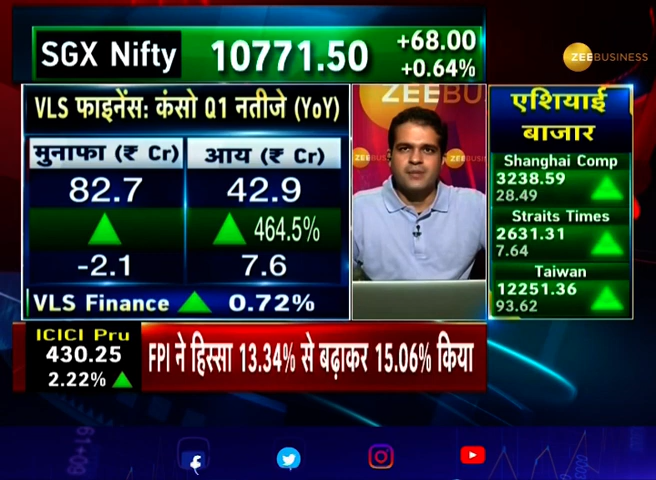 SGX Nifty 10771.50 +68.00
+0.64%
ZEEBUSINESS
VLS फाइनेंस: कंसो Q1 नतीजे (YoY)
मुनाफा (₹ Cr) आय (₹ Cr)
82.7 42.9
464.5%
-2.1 7.6
VLS Finance 0.72%
ZEEBU
ZEEBUSINESS
एशियाई
बाजार
Shanghai Comp
3238.59
28.49
Straits Times
2631.31
7.64
Taiwan
12251.36
93.62
ICICI Pru
430.25
2.22%
FPI ने हिस्सा 13.34% से बढ़ाकर 15.06% किया